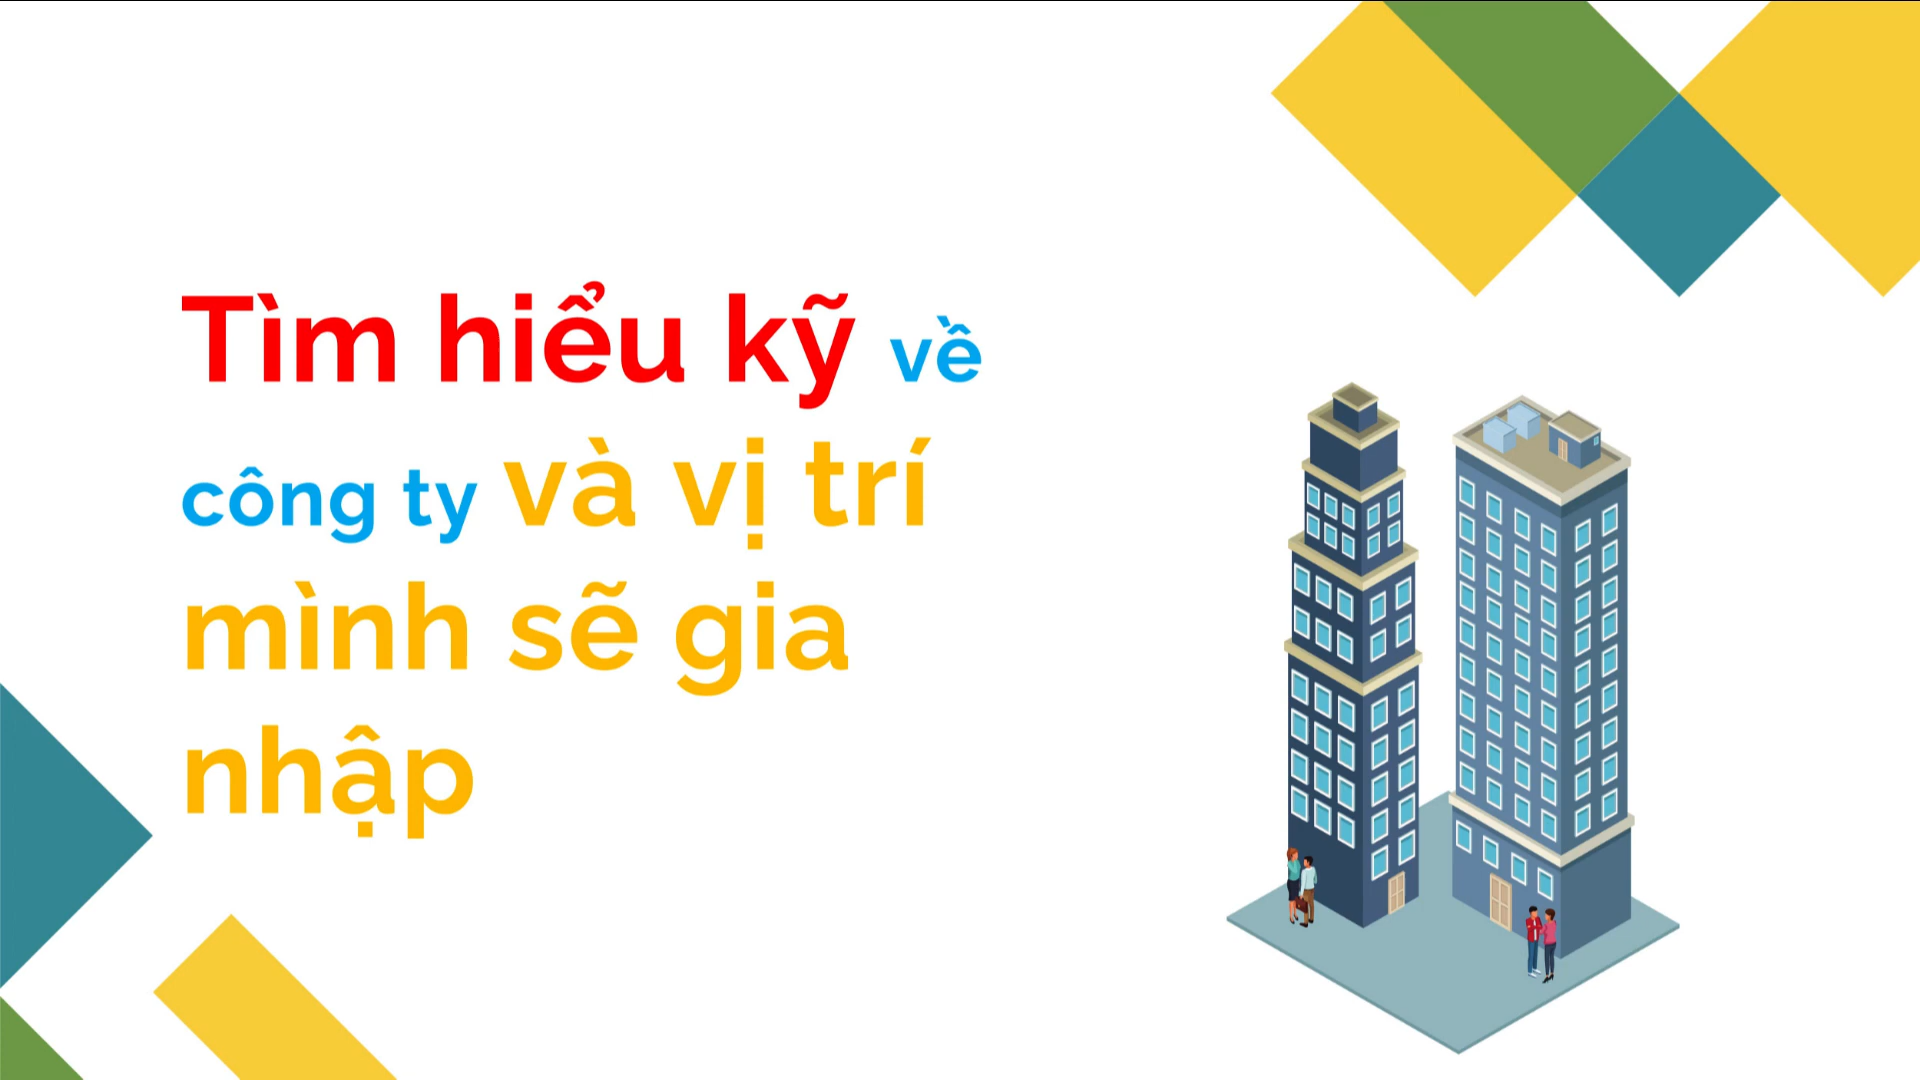 Tìm hiểu kỹ về
công ty và vị trí
mình sẽ gia
nhập